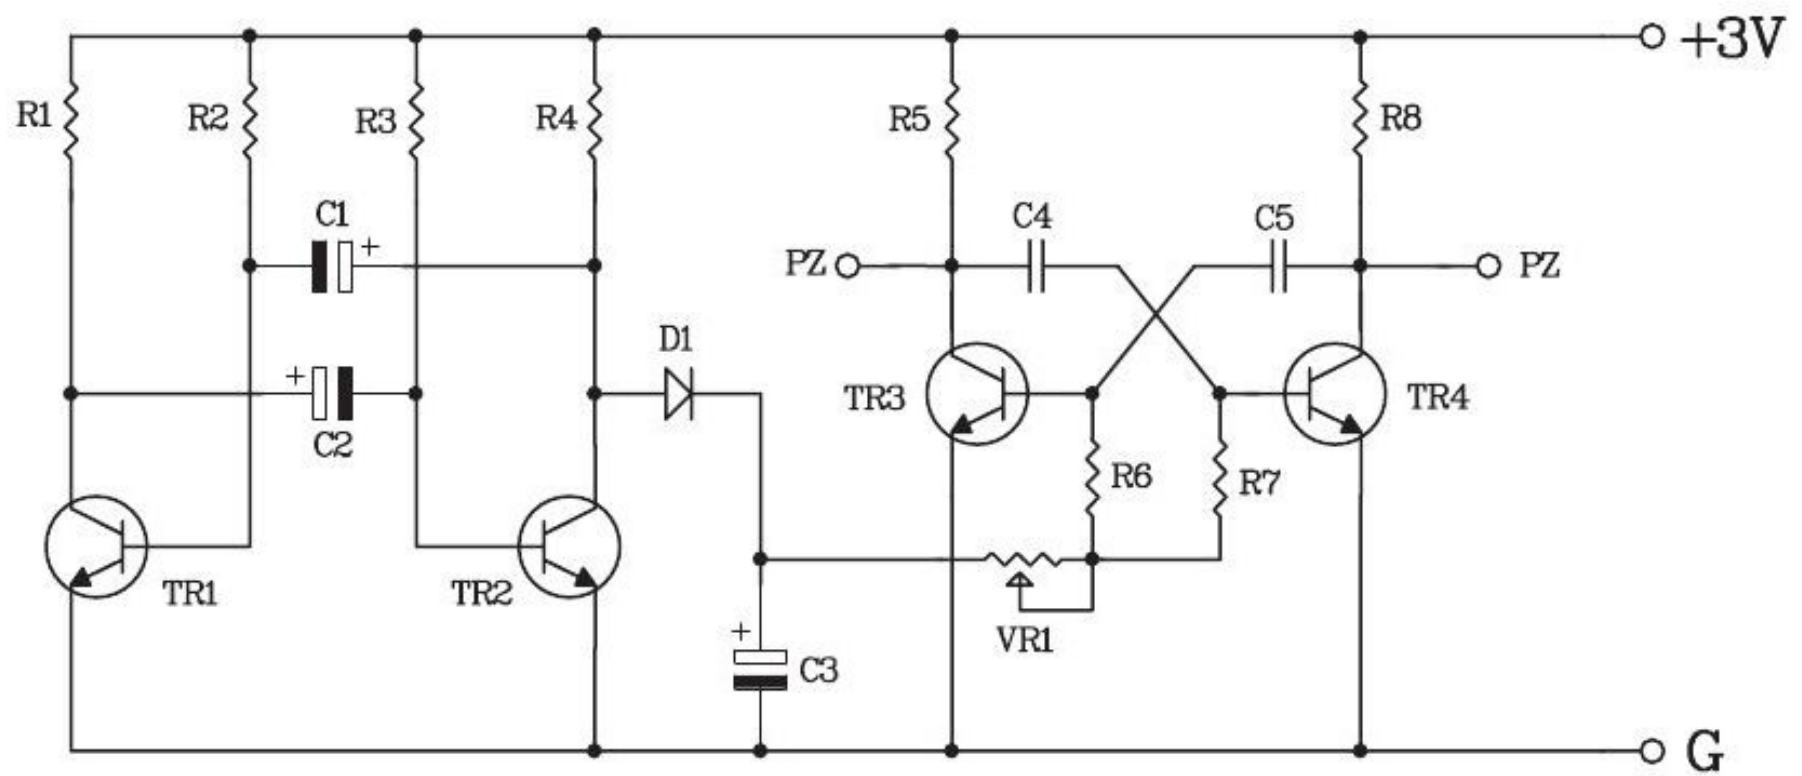 +3V
R1
R2
R3
R4
R5
R8
C1
+
C4
C5
PZ
PZ
D1
+
C2
TR3
TR4
R6
R7
TR1
TR2
+
VR1
C3
G